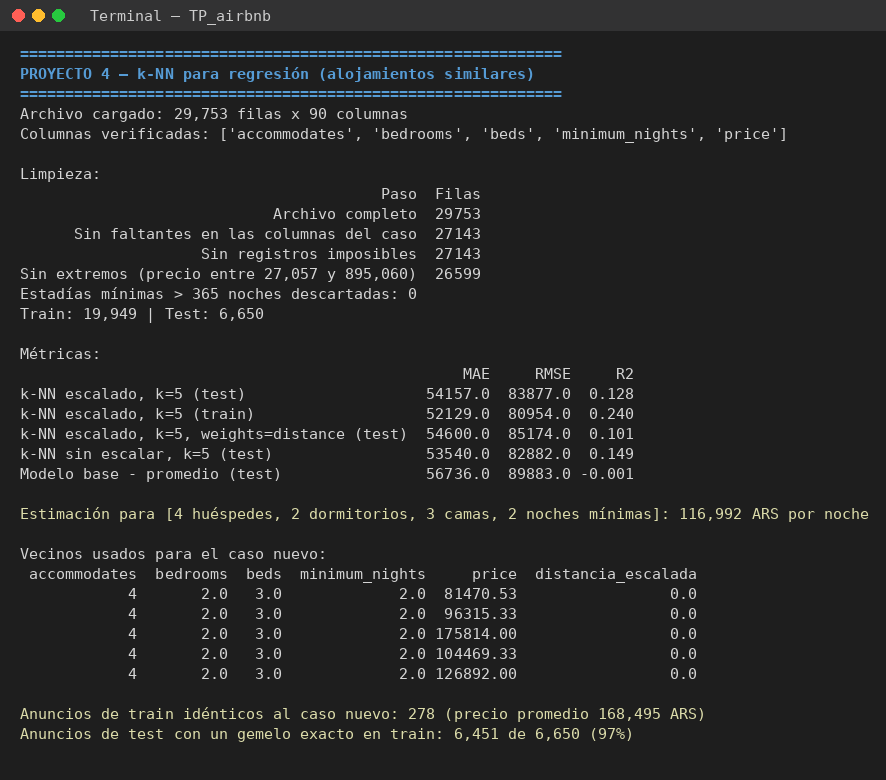 Terminal — TP_airbnb
============================================================
PROYECTO 4 — k-NN para regresión (alojamientos similares)
============================================================
Archivo cargado: 29,753 filas x 90 columnas
Columnas verificadas: ['accommodates', 'bedrooms', 'beds', 'minimum_nights', 'price']
Limpieza:
Paso  Filas
Archivo completo  29753
Sin faltantes en las columnas del caso  27143
Sin registros imposibles  27143
Sin extremos (precio entre 27,057 y 895,060)  26599
Estadías mínimas > 365 noches descartadas: 0
Train: 19,949 | Test: 6,650
Métricas:
MAE     RMSE     R2
k-NN escalado, k=5 (test)                    54157.0  83877.0  0.128
k-NN escalado, k=5 (train)                   52129.0  80954.0  0.240
k-NN escalado, k=5, weights=distance (test)  54600.0  85174.0  0.101
k-NN sin escalar, k=5 (test)                 53540.0  82882.0  0.149
Modelo base - promedio (test)                56736.0  89883.0 -0.001
Estimación para [4 huéspedes, 2 dormitorios, 3 camas, 2 noches mínimas]: 116,992 ARS por noche
Vecinos usados para el caso nuevo:
accommodates  bedrooms  beds  minimum_nights     price  distancia_escalada
4       2.0   3.0             2.0  81470.53                 0.0
4       2.0   3.0             2.0  96315.33                 0.0
4       2.0   3.0             2.0 175814.00                 0.0
4       2.0   3.0             2.0 104469.33                 0.0
4       2.0   3.0             2.0 126892.00                 0.0
Anuncios de train idénticos al caso nuevo: 278 (precio promedio 168,495 ARS)
Anuncios de test con un gemelo exacto en train: 6,451 de 6,650 (97%)